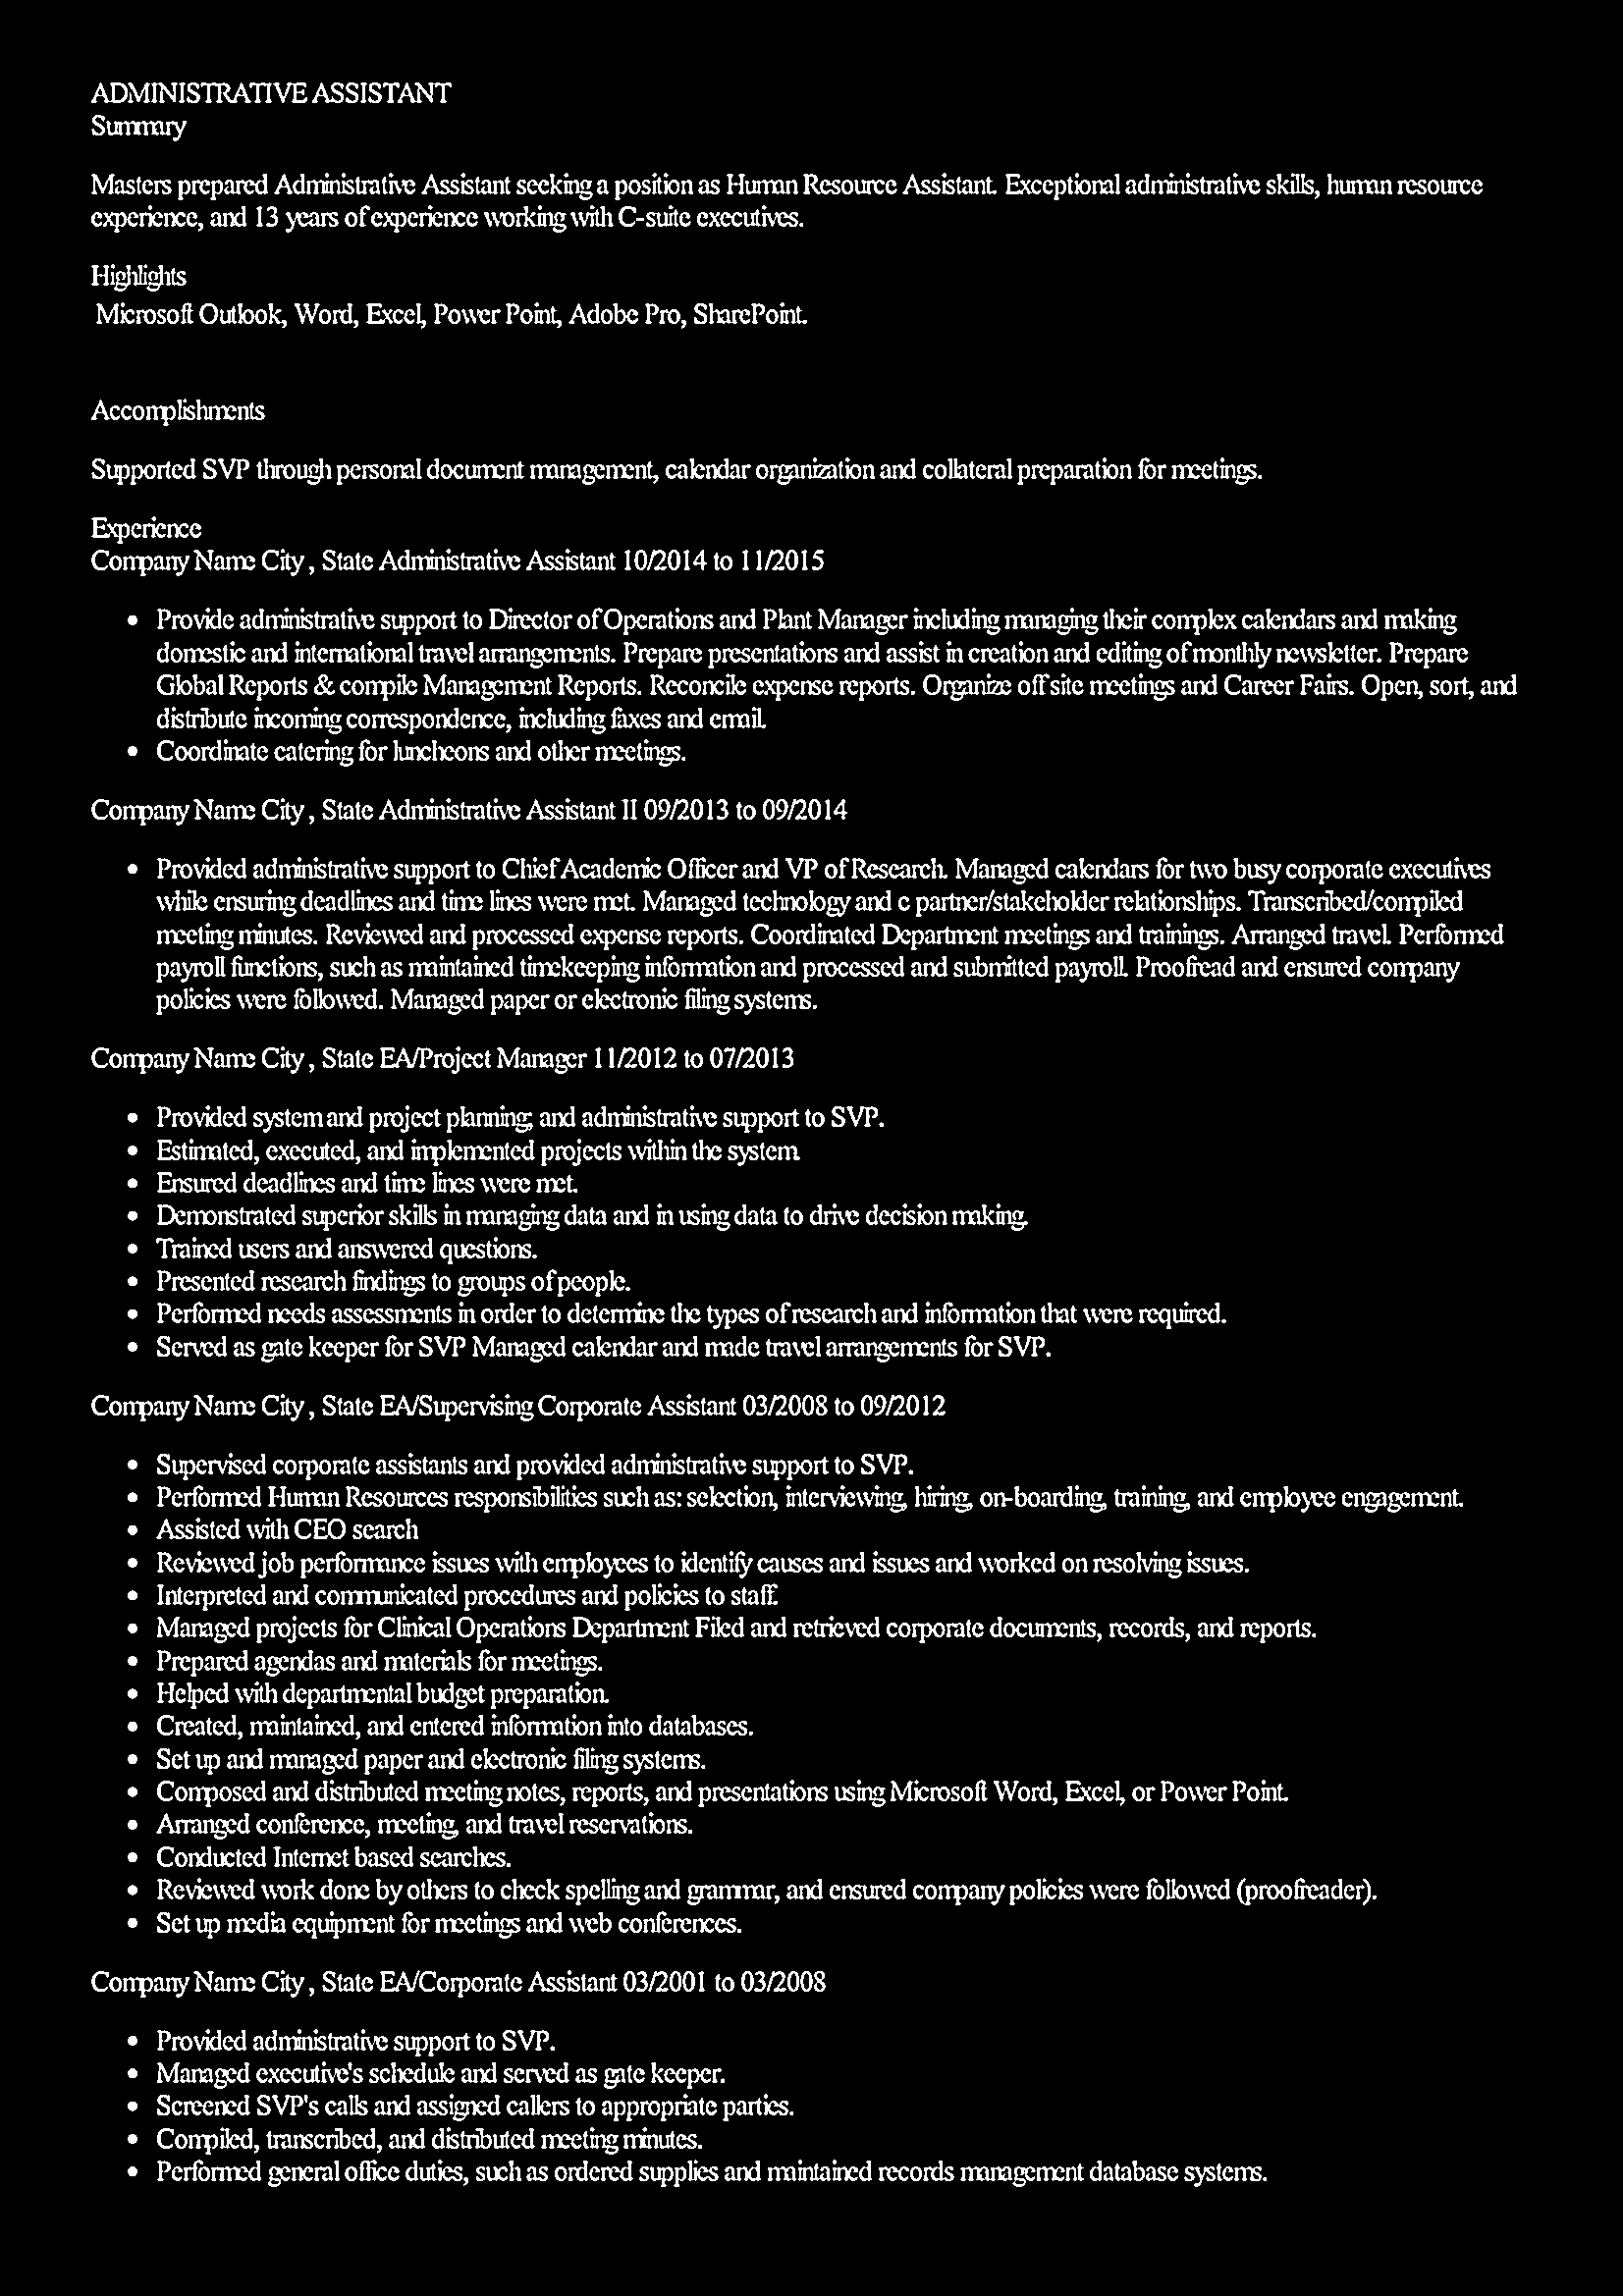 ADMINISTRATIVE ASSISTANT
Summary
Masters prepared Administrative Assistant seeking a position as Human Resource Assistant. Exceptional administrative skills, human resource
experience, and 13 years of experience working with C-suite executives.
Highlights
Microsoft Outlook, Word, Excel, Power Point, Adobe Pro, SharePoint.
Accomplishments
Supported SVP through personal document management, calendar organization and collateral preparation for meetings.
Experience
Company Name City , State Administrative Assistant 10/2014 to 11/2015
• Provide administrative support to Director of Operations and Plant Manager including managing their complex calendars and making
domestic and international travel arrangements. Prepare presentations and assist in creation and editing of monthly newsletter. Prepare
Global Reports & compile Management Reports. Reconcile expense reports. Organize off site meetings and Career Fairs. Open, sort, and
distribute incoming correspondence, including faxes and email.
• Coordinate catering for luncheons and other meetings.
Company Name City , State Administrative Assistant II 09/2013 to 09/2014
• Provided administrative support to Chief Academic Officer and VP of Research. Managed calendars for two busy corporate executives
while ensuring deadlines and time lines were met. Managed technology and c partner/stakeholder relationships. Transcribed/compiled
meeting minutes. Reviewed and processed expense reports. Coordinated Department meetings and trainings. Arranged travel. Performed
payroll functions, such as maintained timekeeping information and processed and submitted payroll. Proofread and ensured company
policies were followed. Managed paper or electronic filing systems.
Company Name City , State EA/Project Manager 11/2012 to 07/2013
• Provided system and project planning, and administrative support to SVP.
• Estimated, executed, and implemented projects within the system.
• Ensured deadlines and time lines were met.
• Demonstrated superior skills in managing data and in using data to drive decision making.
• Trained users and answered questions.
• Presented research findings to groups of people.
• Performed needs assessments in order to determine the types of research and information that were required.
• Served as gate keeper for SVP Managed calendar and made travel arrangements for SVP.
Company Name City , State EA/Supervising Corporate Assistant 03/2008 to 09/2012
• Supervised corporate assistants and provided administrative support to SVP.
• Performed Human Resources responsibilities such as: selection, interviewing, hiring, on-boarding, training, and employee engagement.
• Assisted with CEO search
• Reviewed job performance issues with employees to identify causes and issues and worked on resolving issues.
• Interpreted and communicated procedures and policies to staff.
• Managed projects for Clinical Operations Department Filed and retrieved corporate documents, records, and reports.
• Prepared agendas and materials for meetings.
• Helped with departmental budget preparation.
• Created, maintained, and entered information into databases.
• Set up and managed paper and electronic filing systems.
• Composed and distributed meeting notes, reports, and presentations using Microsoft Word, Excel, or Power Point.
• Arranged conference, meeting, and travel reservations.
• Conducted Internet based searches.
• Reviewed work done by others to check spelling and grammar, and ensured company policies were followed (proofreader).
• Set up media equipment for meetings and web conferences.
Company Name City , State EA/Corporate Assistant 03/2001 to 03/2008
• Provided administrative support to SVP.
• Managed executive's schedule and served as gate keeper.
• Screened SVP's calls and assigned callers to appropriate parties.
• Compiled, transcribed, and distributed meeting minutes.
• Performed general office duties, such as ordered supplies and maintained records management database systems.